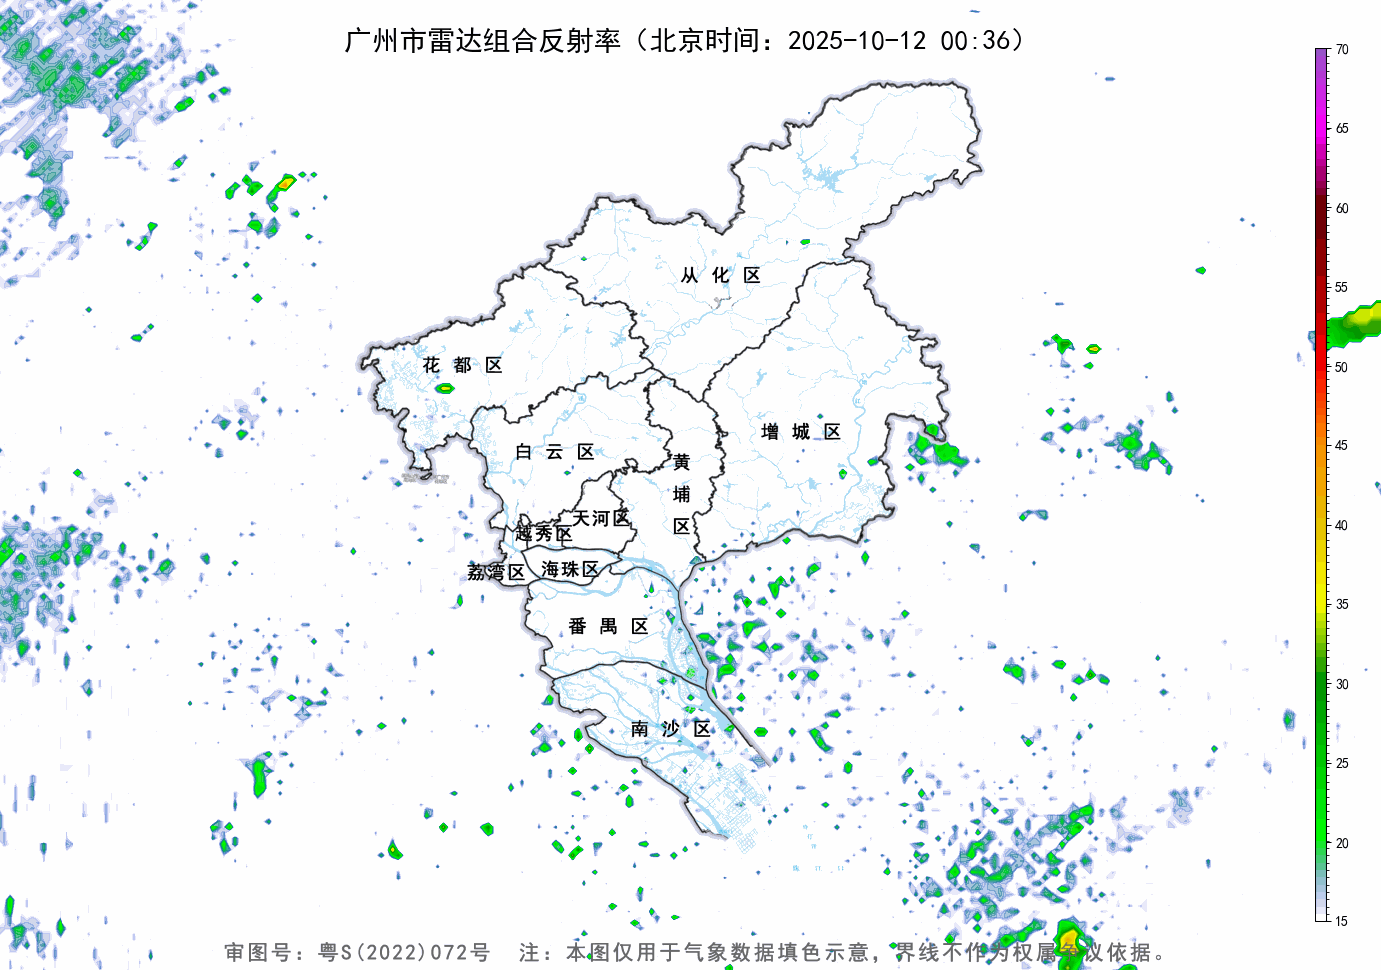 广州市雷达组合反射率（北京时间：2025-10-12 00:36）
70
65
60
55
50
45
40
35
30
25
20
15
从化区
花都区
增城区
白云区
黄埔区
天河区
越秀区
荔湾区
海珠区
番禺区
南沙区
审图号：粤S(2022)072号 注：本图仅用于气象数据填色示意，界线不作为权属争议依据。